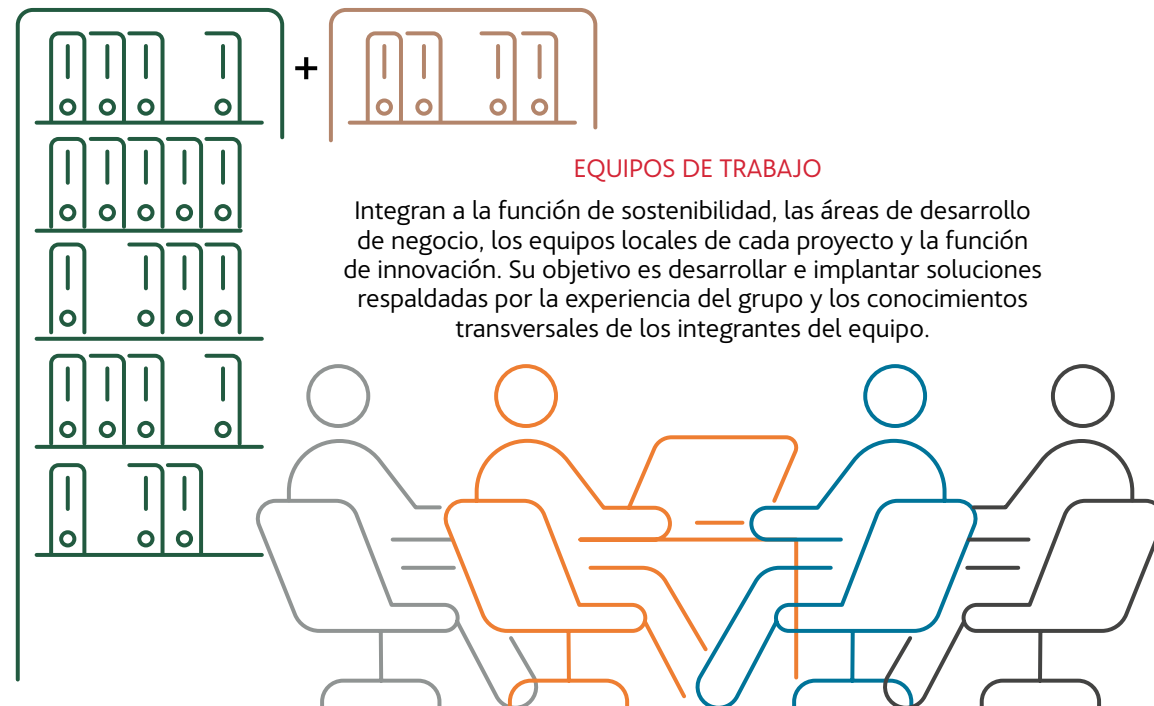 +
EQUIPOS DE TRABAJO
Integran a la función de sostenibilidad, las áreas de desarrollo
de negocio, los equipos locales de cada proyecto y la función
de innovación. Su objetivo es desarrollar e implantar soluciones
respaldadas por la experiencia del grupo y los conocimientos
transversales de los integrantes del equipo.